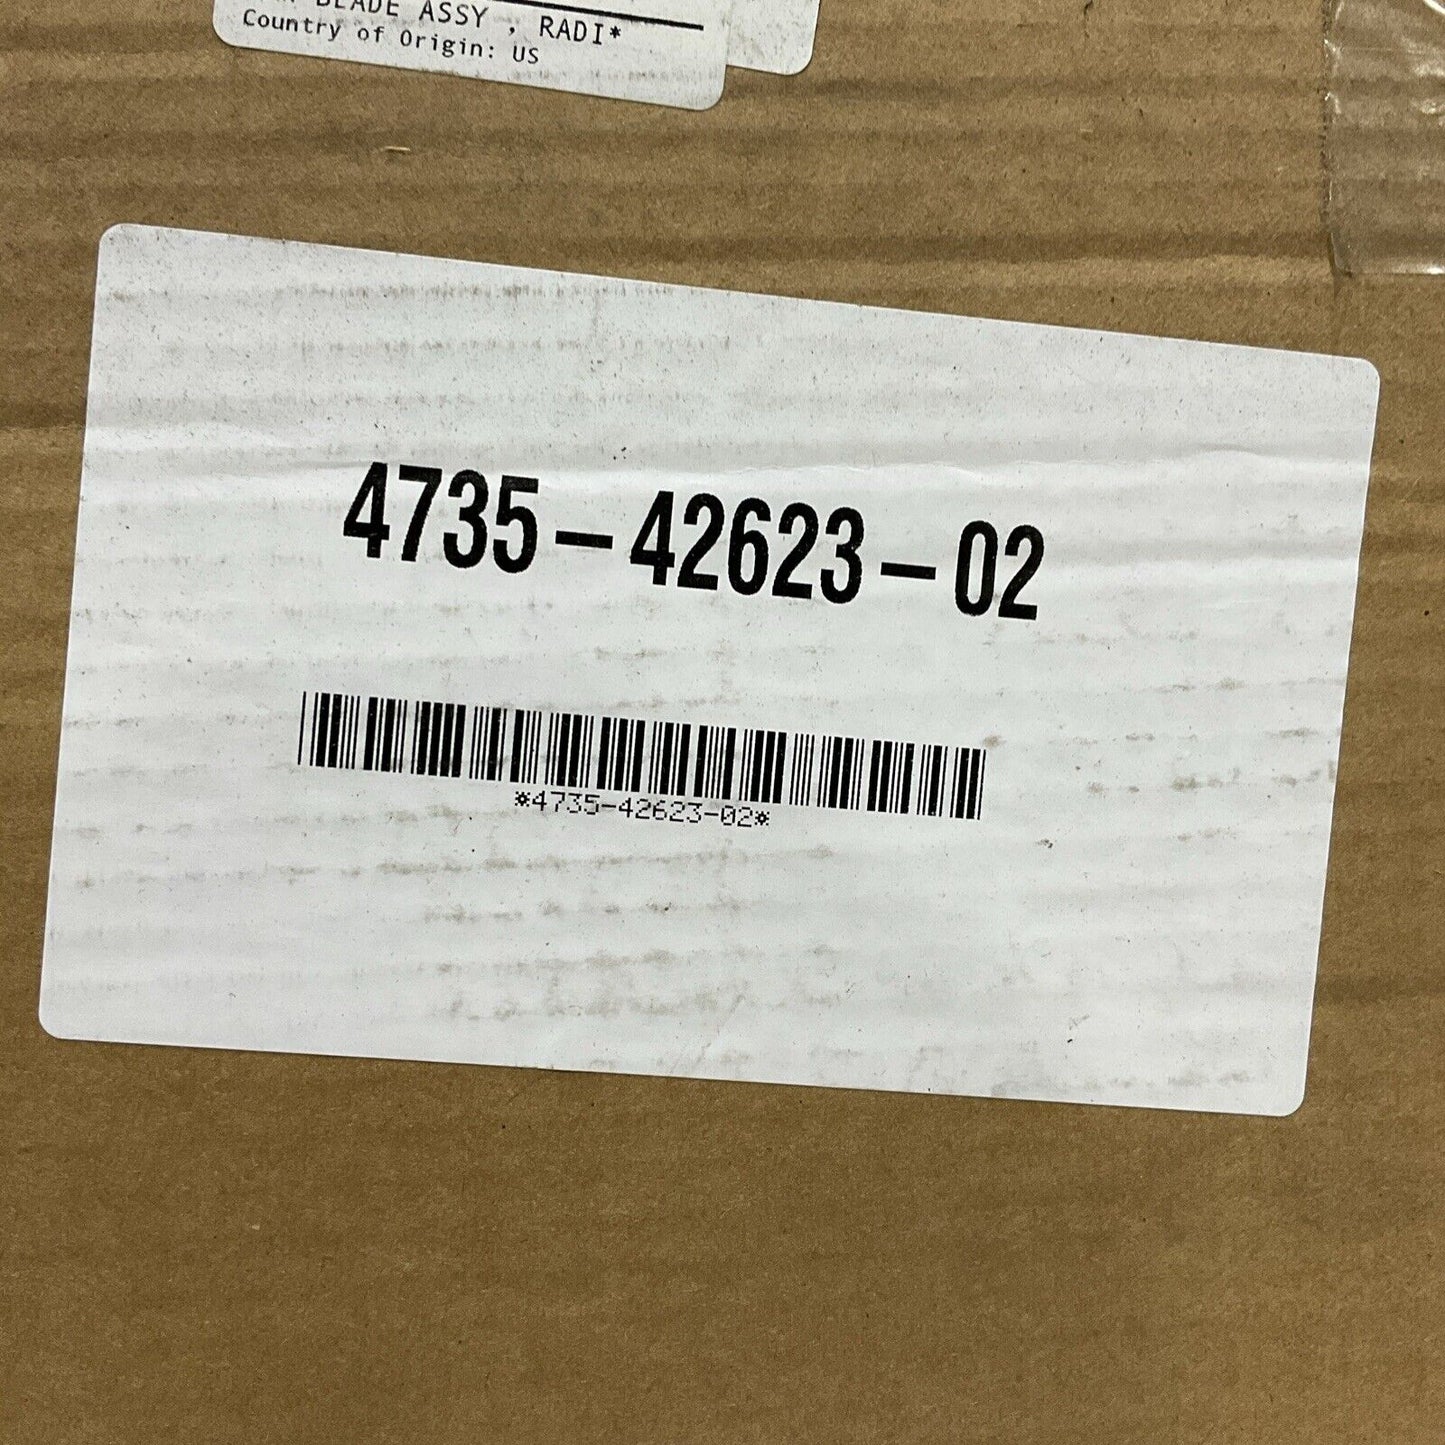 BLADE ASSY , RADI*
Country of Origin: US
4735-42623-02
*4735-42623-02*